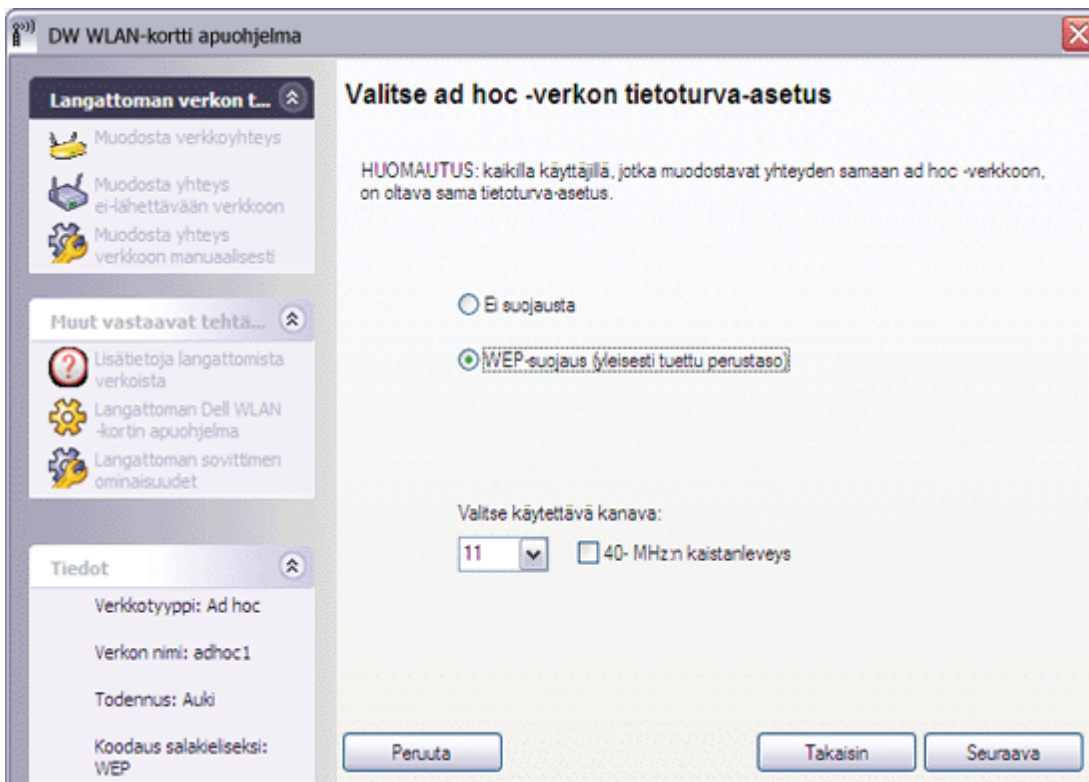 DW WLAN-kortti apuohjelma
Langattoman verkon t...
Muodosta verkkoyhteys
Muodosta yhteys
ei-lähettävään verkkoon
Muodosta yhteys
verkkoon manuaalisesti
Muut vastaavat tehtä...
Lisätietoja langattomista
verkoista
Langattoman Dell WLAN
-kortin apuohjelma
Langattoman sovittimen
ominaisuudet
Tiedot
Verkkotyyppi: Ad hoc
Verkon nimi: adhoc1
Todennus: Auki
Koodaus salakieliseksi:
WEP
Valitse ad hoc -verkon tietoturva-asetus
HUOMAUTUS: kaikilla käyttäjillä, jotka muodostavat yhteyden samaan ad hoc -verkkoon,
on oltava sama tietoturva-asetus.
Ei suojausta
WEP-suojaus (yleisesti tuettu perustaso)
Valitse käytettävä kanava:
11
40- MHz:n kaistanleveys
Peruuta
Takaisin
Seuraava